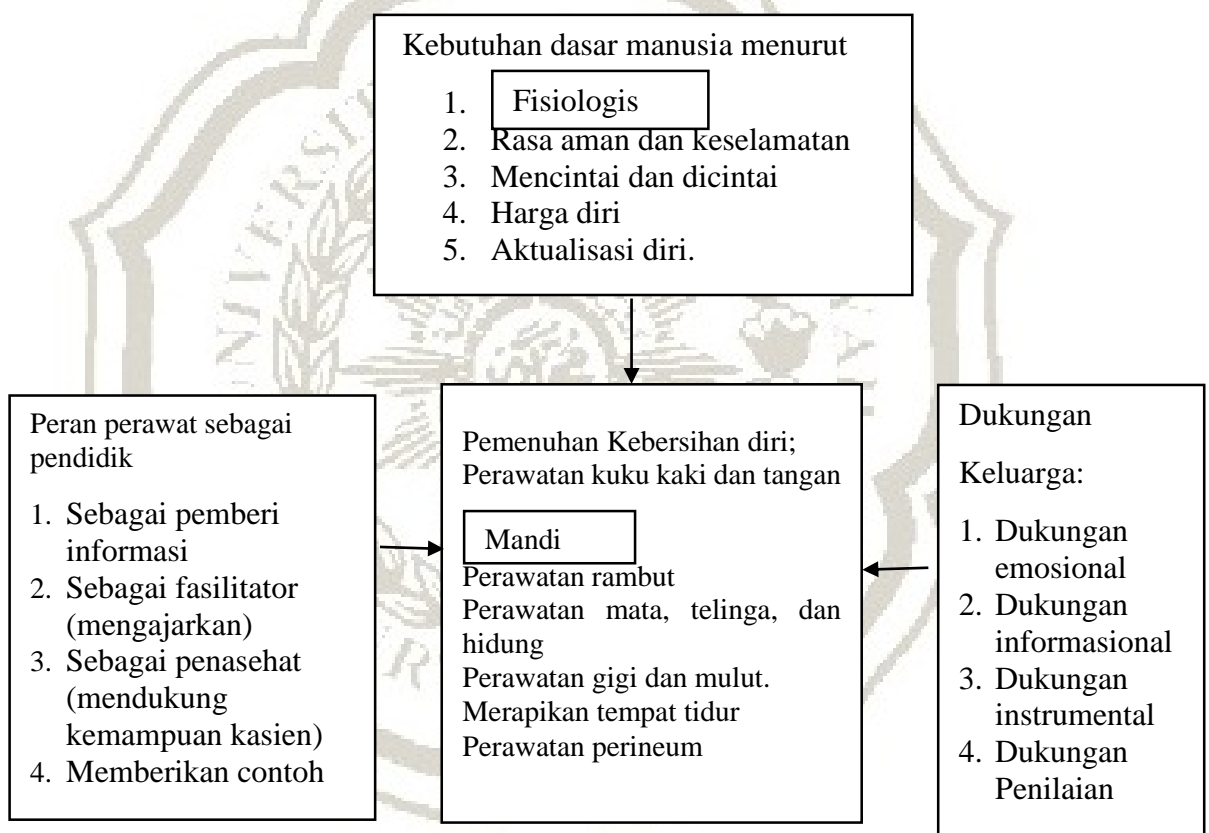 Kebutuhan dasar manusia menurut
1. Fisiologis
2. Rasa aman dan keselamatan
3. Mencintai dan dicintai
4. Harga diri
5. Aktualisasi diri.
Peran perawat sebagai
pendidik
1. Sebagai pemberi
informasi
2. Sebagai fasilitator
(mengajarkan)
3. Sebagai penasehat
(mendukung
kemampuan kasien)
4. Memberikan contoh
Pemenuhan Kebersihan diri;
Perawatan kuku kaki dan tangan
Mandi
Perawatan rambut
Perawatan mata, telinga, dan
hidung
Perawatan gigi dan mulut.
Merapikan tempat tidur
Perawatan perineum
Dukungan
Keluarga:
1. Dukungan
emosional
2. Dukungan
informasional
3. Dukungan
instrumental
4. Dukungan
Penilaian